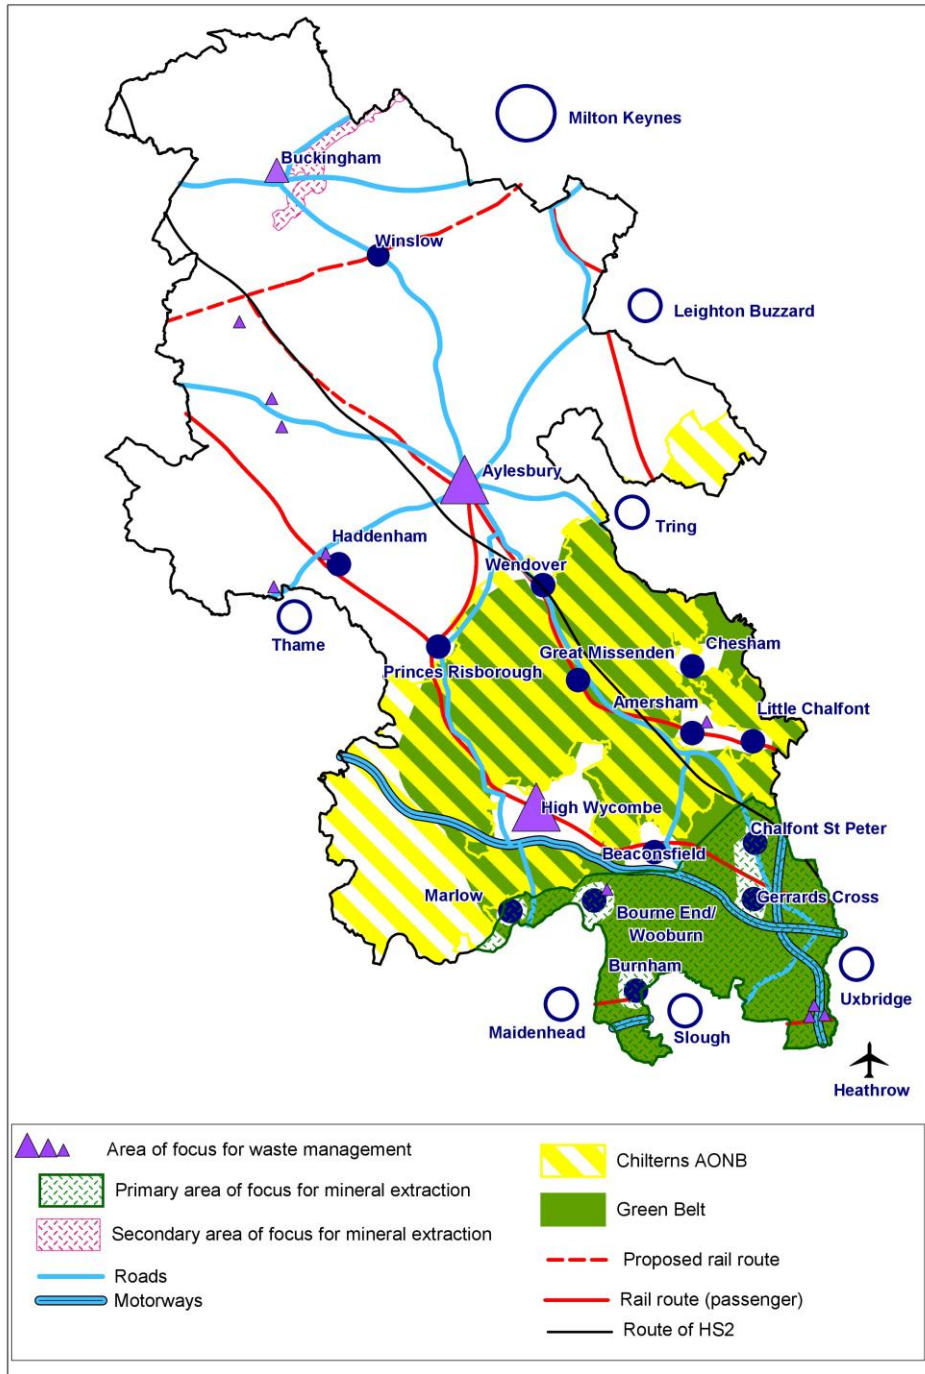 Milton Keynes
Buckingham
Winslow
Leighton Buzzard
Aylesbury
Tring
Haddenham
Wendover
Thame
Chesham
Great Missenden
Princes Risborough
Amersham
Little Chalfont
High Wycombe
Chalfont St Peter
Beaconsfield
Marlow
Gerrards Cross
Bourne End/
Wooburn
Burnham
Uxbridge
Maidenhead
Slough
Heathrow
Area of focus for waste management
Primary area of focus for mineral extraction
Secondary area of focus for mineral extraction
Roads
Motorways
Chilterns AONB
Green Belt
Proposed rail route
Rail route (passenger)
Route of HS2